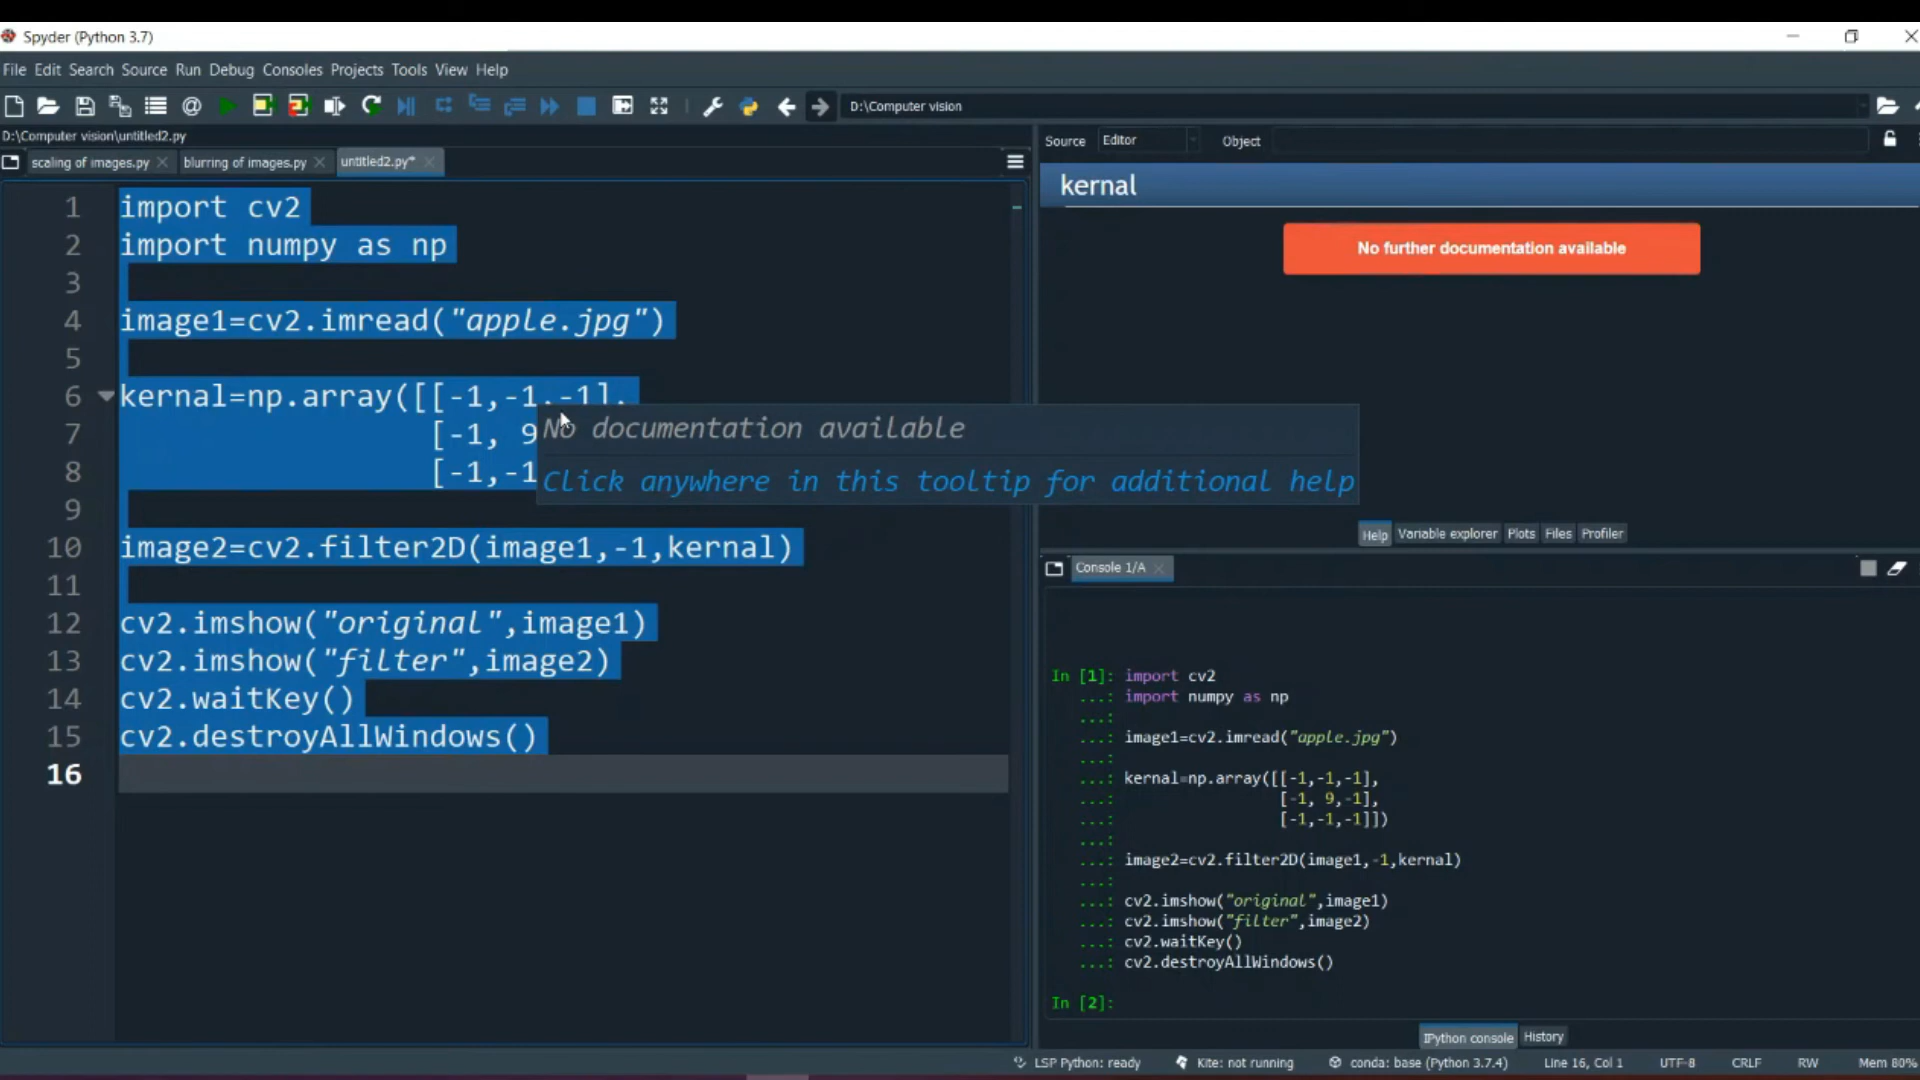 Spyder (Python 3.7)
File Edit Search Source Run Debug Consoles Projects Tools View Help
D:\Computer vision
D:\Computer vision\untitled2.py
scaling of images.py
blurring of images.py
untitled2.py*
1 import cv2
2 import numpy as np
3
4 image1=cv2.imread("apple.jpg")
5
6 kernal=np.array([[-1,-1,-1],
7 [-1, 9
8 [-1,-1
9
10 image2=cv2.filter2D(image1,-1,kernal)
11
12 cv2.imshow("original",image1)
13 cv2.imshow("filter",image2)
14 cv2.waitKey()
15 cv2.destroyAllWindows()
16
No documentation available
Click anywhere in this tooltip for additional help
Source Editor Object
kernal
No further documentation available
Help Variable explorer Plots Files Profiler
Console 1/A
In [1]: import cv2
...: import numpy as np
...:
...: image1=cv2.imread("apple.jpg")
...:
...: kernal=np.array([[-1,-1,-1],
...: [-1, 9,-1],
...: [-1,-1,-1]])
...:
...: image2=cv2.filter2D(image1,-1,kernal)
...:
...: cv2.imshow("original",image1)
...: cv2.imshow("filter",image2)
...: cv2.waitKey()
...: cv2.destroyAllWindows()
In [2]:
IPython console History
LSP Python: ready Kite: not running conda: base (Python 3.7.4) Line 16, Col 1 UTF-8 CRLF RW Mem 80%